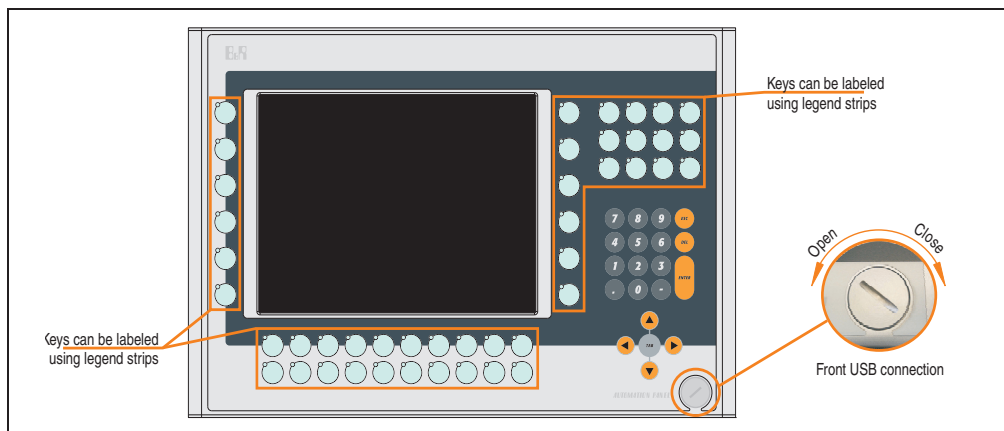 B&R
Keys can be labeled
using legend strips
7 8 9 ESC
4 5 6 DEL
1 2 3
ENTER
. 0 -
TAB
Open
Close
Keys can be labeled
using legend strips
Front USB connection